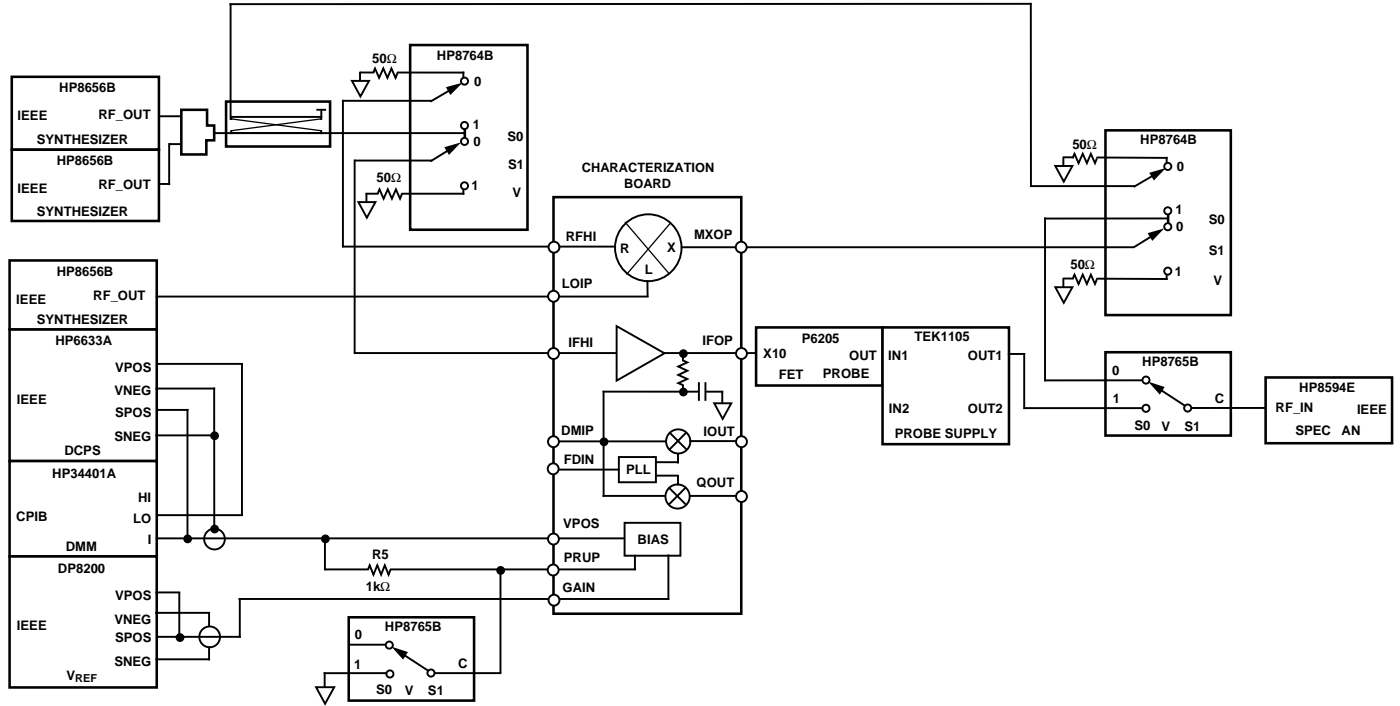 HP8656B
IEEE RF_OUT
SYNTHESIZER
HP8656B
IEEE RF_OUT
SYNTHESIZER
50Ω
HP8764B
0
1
0
S0
S1
50Ω
1
V
HP8656B
RF_OUT
IEEE
SYNTHESIZER
HP6633A
VPOS
VNEG
IEEE
SPOS
SNEG
DCPS
HP34401A
HI
CPIB
LO
I
DMM
DP8200
VPOS
VNEG
IEEE
SPOS
SNEG
VREF
R5
1kΩ
HP8765B
0
1
C
S0 V S1
CHARACTERIZATION
BOARD
RFHI
R
X
L
MXOP
LOIP
IFHI
IFOP
DMIP
IOUT
FDIN
PLL
QOUT
VPOS
BIAS
PRUP
GAIN
P6205
X10
OUT
FET PROBE
TEK1105
IN1
OUT1
IN2
OUT2
PROBE SUPPLY
50Ω
HP8764B
0
1
0
S0
S1
50Ω
1
V
HP8765B
0
1
C
S0 V S1
HP8594E
RF_IN
IEEE
SPEC AN